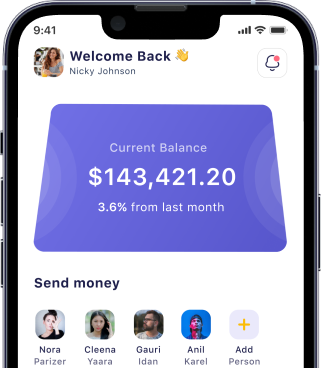 9:41
Welcome Back 👋
Nicky Johnson
Current Balance
$143,421.20
3.6% from last month
Send money
Nora Cleena Gauri Anil Add
Parizer Yaara Idan Karel Person